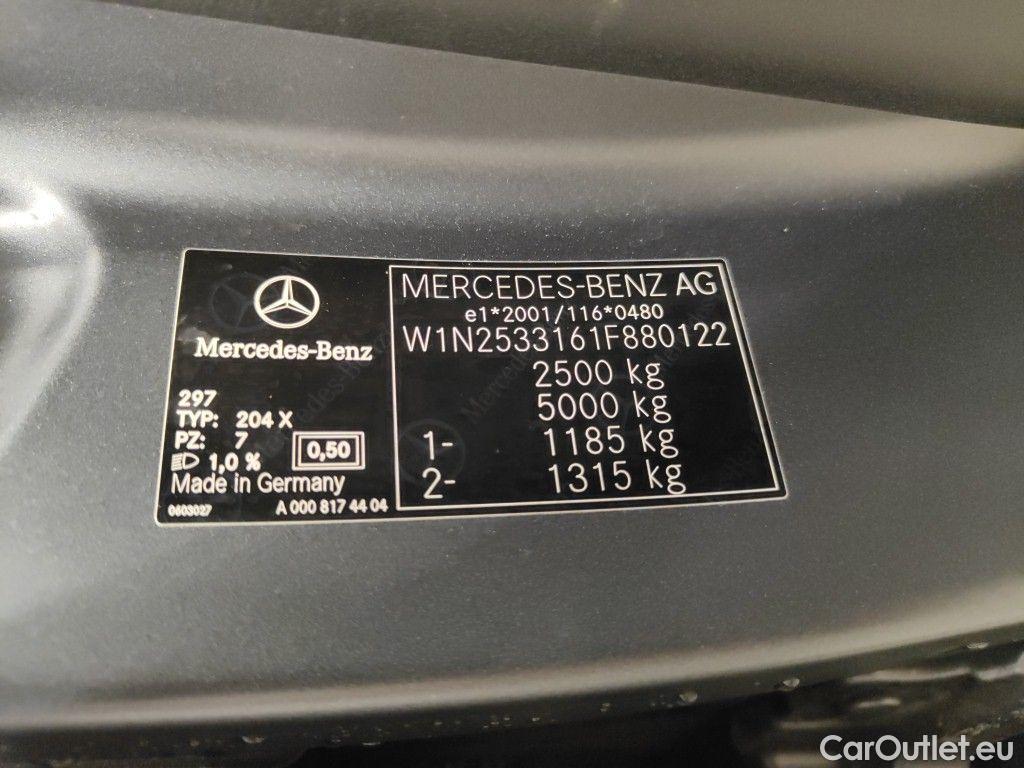 Mercedes-Benz
297
TYP: 204 X
PZ: 7
1,0 %
0,50
Made in Germany
0603027
A 000 817 44 04
MERCEDES-BENZ AG
e1*2001/116*0480
W1N2533161F880122
2500 kg
5000 kg
1- 1185 kg
2- 1315 kg
CarOutlet.eu